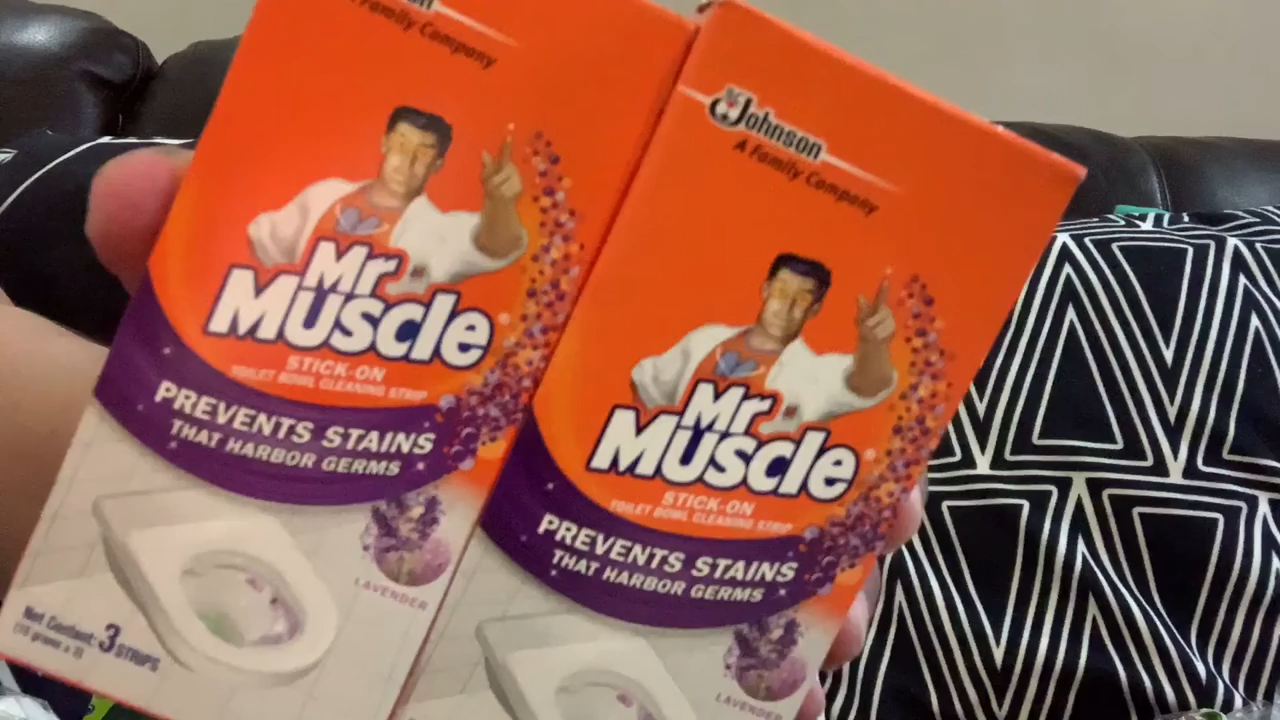 A Family Company
Mr
Muscle
STICK-ON
TOILET BOWL CLEANING STRIP
PREVENTS STAINS
THAT HARBOR GERMS
LAVENDER
Net Content: 3 STRIPS
Johnson
A Family Company
Mr
Muscle
STICK-ON
TOILET BOWL CLEANING STRIP
PREVENTS STAINS
THAT HARBOR GERMS
LAVENDER